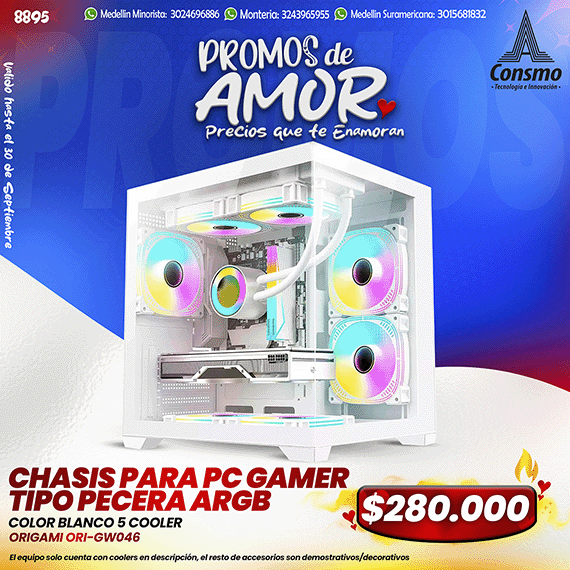 8895
Medellin Minorista: 3024696886
Monteria: 3243965955
Medellin Suramericana: 3015681832
PROMOS
PROMOS de
AMOR
Precios que te Enamoran
Consmo
• Tecnología e Innovación •
Valido hasta el 30 de Septiembre
CHASIS PARA PC GAMER
TIPO PECERA ARGB
COLOR BLANCO 5 COOLER
ORIGAMI ORI-GW046
$280.000
El equipo solo cuenta con coolers en descripción, el resto de accesorios son demostrativos/decorativos